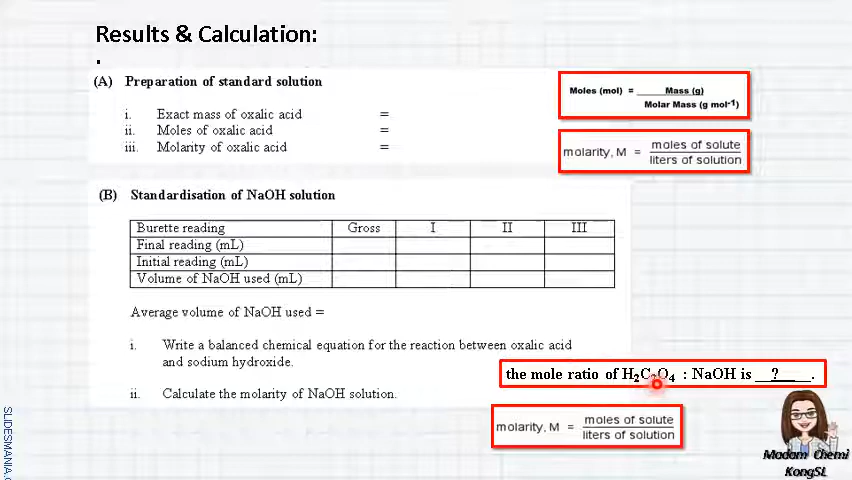 Results & Calculation:
.
(A) Preparation of standard solution
i. Exact mass of oxalic acid =
ii. Moles of oxalic acid =
iii. Molarity of oxalic acid =
Moles (mol) = Mass (g)
Molar Mass (g mol-1)
molarity, M = moles of solute
liters of solution
(B) Standardisation of NaOH solution
Burette reading Gross I II III
Final reading (mL)
Initial reading (mL)
Volume of NaOH used (mL)
Average volume of NaOH used =
i. Write a balanced chemical equation for the reaction between oxalic acid
and sodium hydroxide.
the mole ratio of H2C2O4 : NaOH is __?__ .
ii. Calculate the molarity of NaOH solution.
molarity, M = moles of solute
liters of solution
Madam Chemi
KongSL
SLIDESMANIA.C